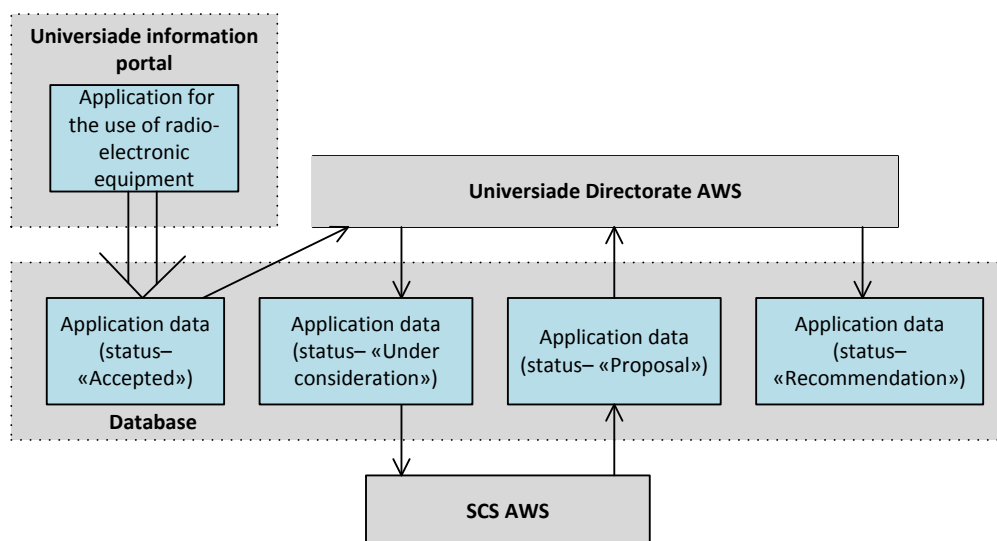 Universiade information
portal
Application for
the use of radio-
electronic
equipment
Universiade Directorate AWS
Application data
(status– 
«Accepted»)
Application data
(status– «Under
consideration»)
Application data
(status– «Proposal»)
Application data
(status–
«Recommendation»)
Database
SCS AWS